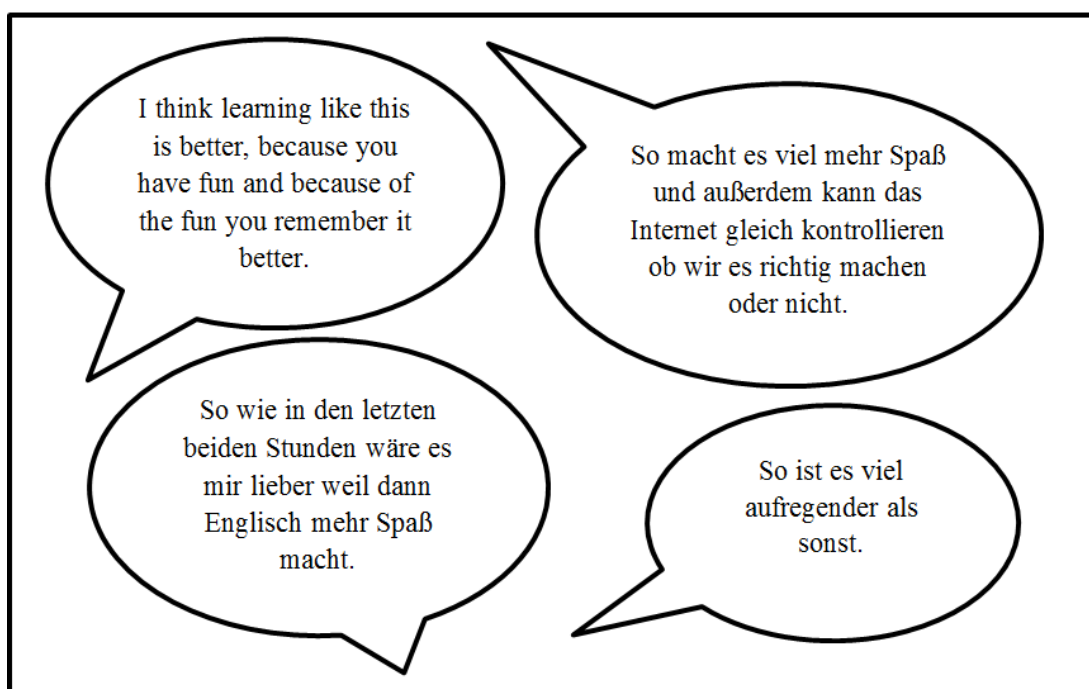 I think learning like this
is better, because you
have fun and because of
the fun you remember it
better.
So macht es viel mehr Spaß
und außerdem kann das
Internet gleich kontrollieren
ob wir es richtig machen
oder nicht.
So wie in den letzten
beiden Stunden wäre es
mir lieber weil dann
Englisch mehr Spaß
macht.
So ist es viel
aufregender als
sonst.